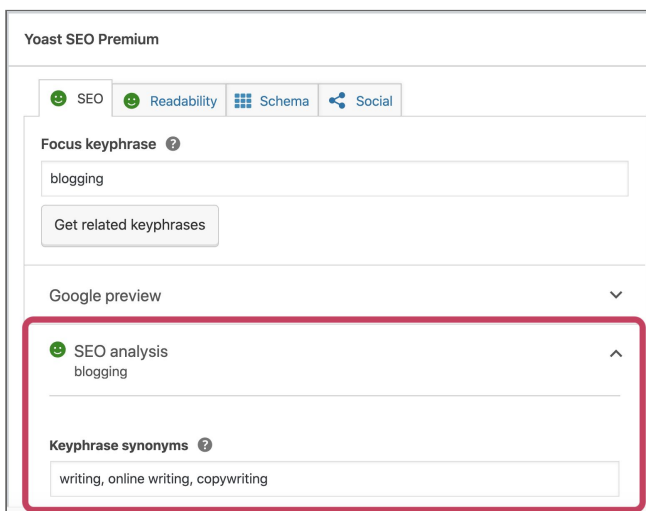 Yoast SEO Premium
SEO Readability Schema Social
Focus keyphrase ?
blogging
Get related keyphrases
Google preview
SEO analysis
blogging
Keyphrase synonyms ?
writing, online writing, copywriting